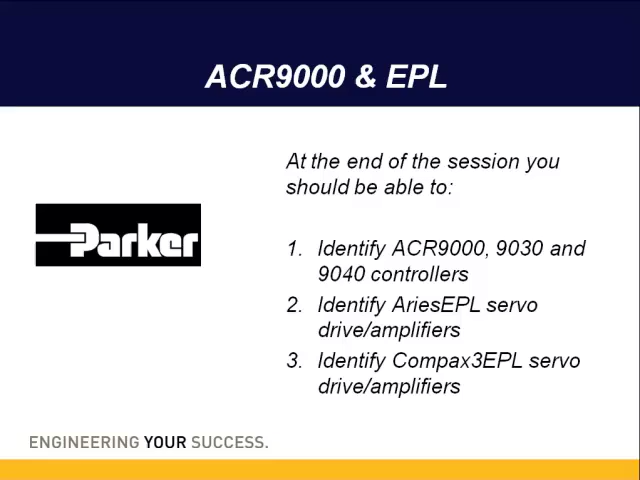 ACR9000 & EPL
At the end of the session you
should be able to:
1. Identify ACR9000, 9030 and
9040 controllers
2. Identify AriesEPL servo
drive/amplifiers
3. Identify Compax3EPL servo
drive/amplifiers
Parker
ENGINEERING YOUR SUCCESS.